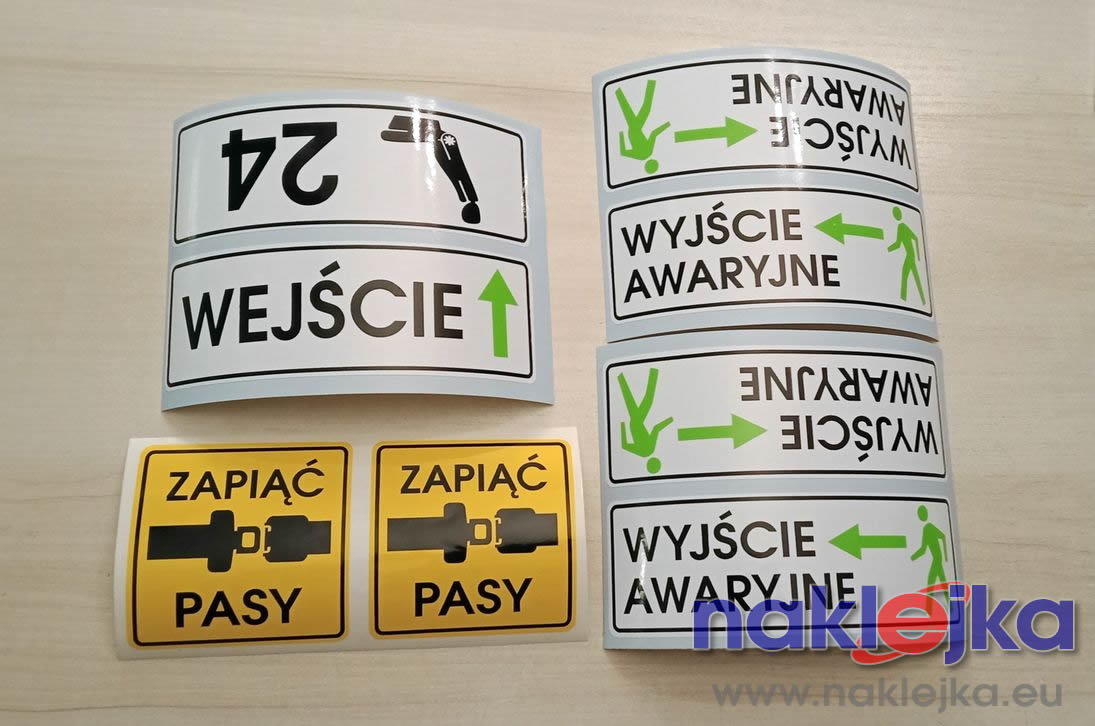 24
WEJŚCIE
WYJŚCIE
AWARYJNE
WYJŚCIE
AWARYJNE
WYJŚCIE
AWARYJNE
WYJŚCIE
AWARYJNE
ZAPIĄĆ
PASY
ZAPIĄĆ
PASY
naklejka
www.naklejka.eu